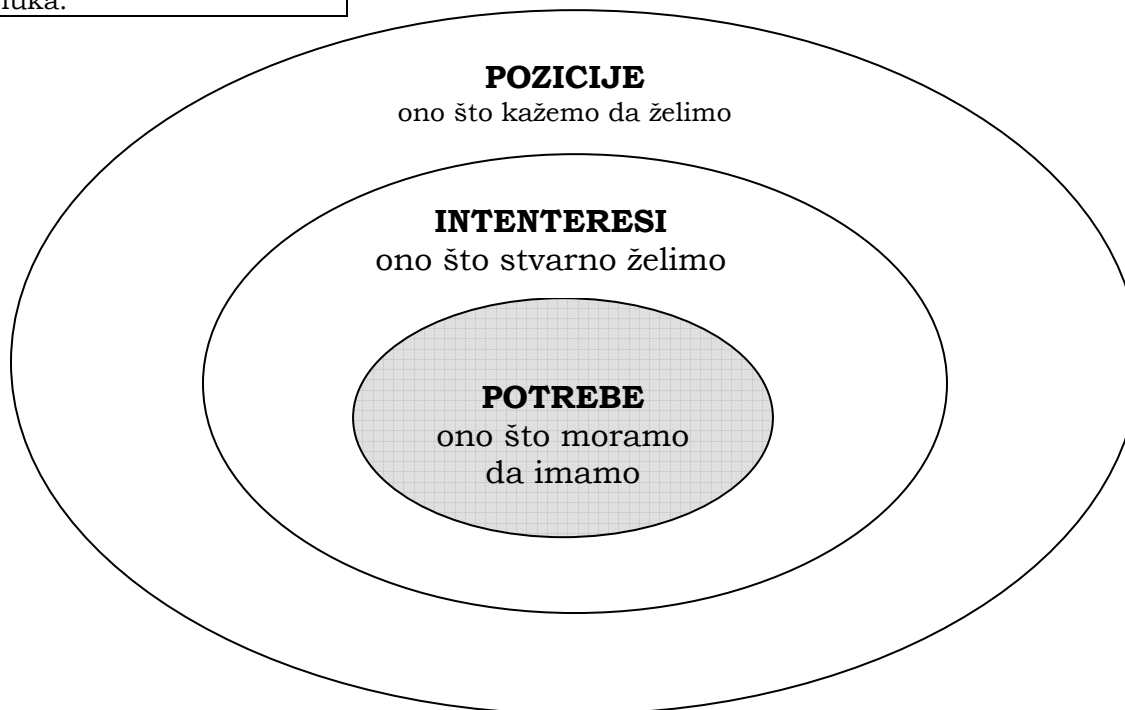 POZICIJE
ono što kažemo da želimo
INTENTERESI
ono što stvarno želimo
POTREBE
ono što moramo
da imamo